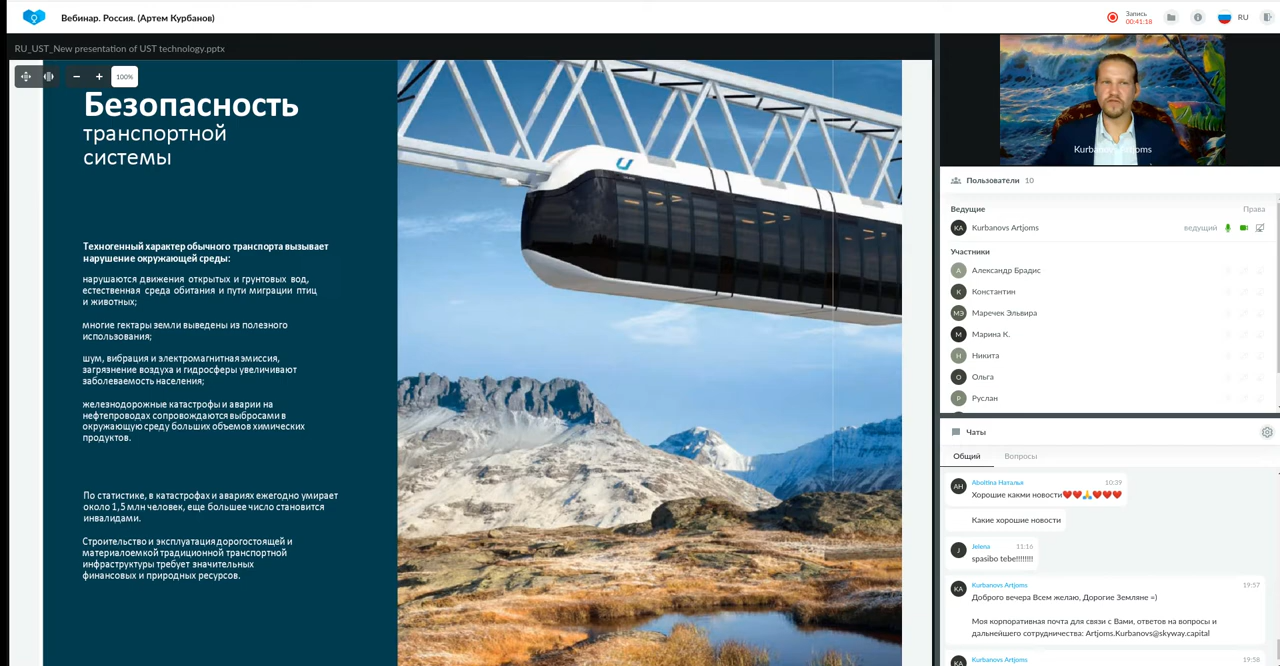 Вебинар. Россия. (Артем Курбанов)
Запись
00:41:18
RU
RU_UST_New presentation of UST technology.pptx
100%
Безопасность
транспортной
системы
Техногенный характер обычного транспорта вызывает
нарушение окружающей среды:
нарушаются движения открытых и грунтовых вод,
естественная среда обитания и пути миграции птиц
и животных;
многие гектары земли выведены из полезного
использования;
шум, вибрация и электромагнитная эмиссия,
загрязнение воздуха и гидросферы увеличивают
заболеваемость населения;
железнодорожные катастрофы и аварии на
нефтепроводах сопровождаются выбросами в
окружающую среду больших объемов химических
продуктов.
По статистике, в катастрофах и авариях ежегодно умирает
около 1,5 млн человек, еще большее число становится
инвалидами.
Строительство и эксплуатация дорогостоящей и
материалоемкой традиционной транспортной
инфраструктуры требует значительных
финансовых и природных ресурсов.
Kurbanovs Artjoms
Пользователи 10
Ведущие Права
KA Kurbanovs Artjoms ведущий
Участники
А Александр Брадис
К Константин
МЭ Маречек Эльвира
М Марина К.
Н Никита
О Ольга
Р Руслан
Чаты
Общий Вопросы
АН Aboltina Наталья 10:39
Хорошие какми новости❤️❤️🙏❤️❤️❤️
Какие хорошие новости
J Jelena 11:16
spasibo tebe!!!!!!!!
KA Kurbanovs Artjoms 19:57
Доброго вечера Всем желаю, Дорогие Земляне =)
Моя корпоративная почта для связи с Вами, ответов на вопросы и
дальнейшего сотрудничества: Artjoms.Kurbanovs@skyway.capital
KA Kurbanovs Artjoms 19:58